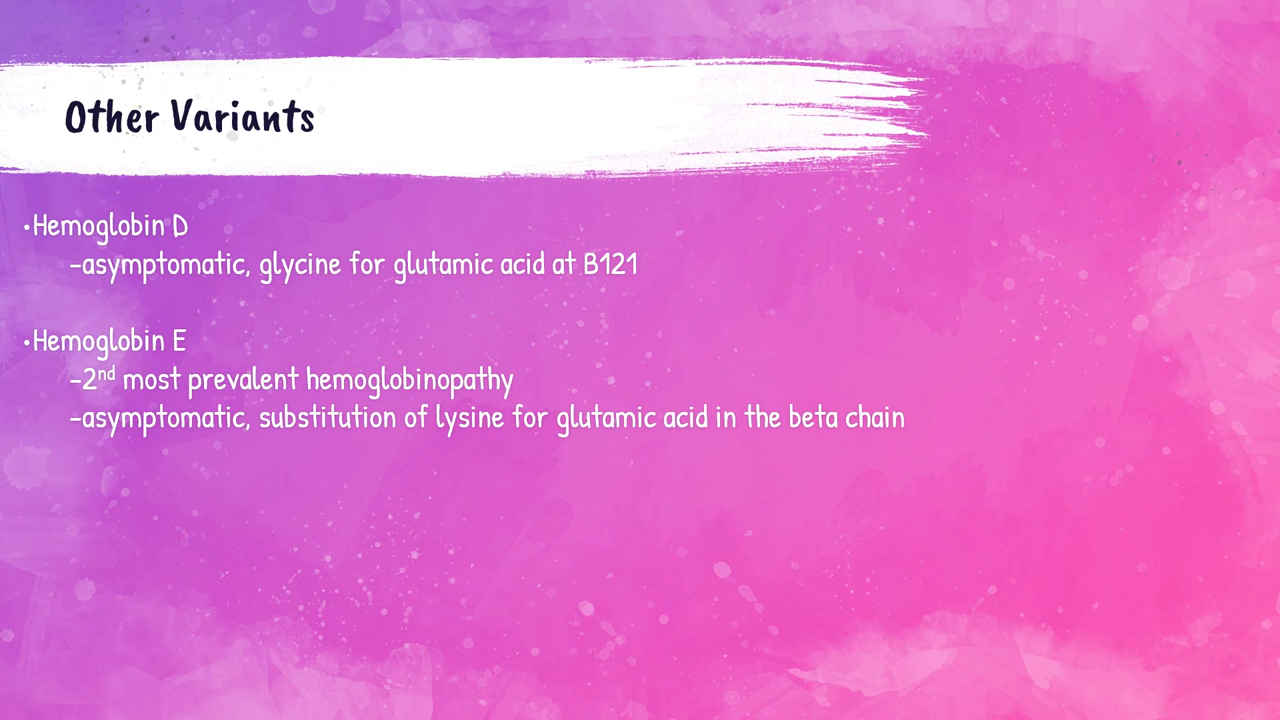 Other Variants
•Hemoglobin D
–asymptomatic, glycine for glutamic acid at B121
•Hemoglobin E
–2nd most prevalent hemoglobinopathy
–asymptomatic, substitution of lysine for glutamic acid in the beta chain